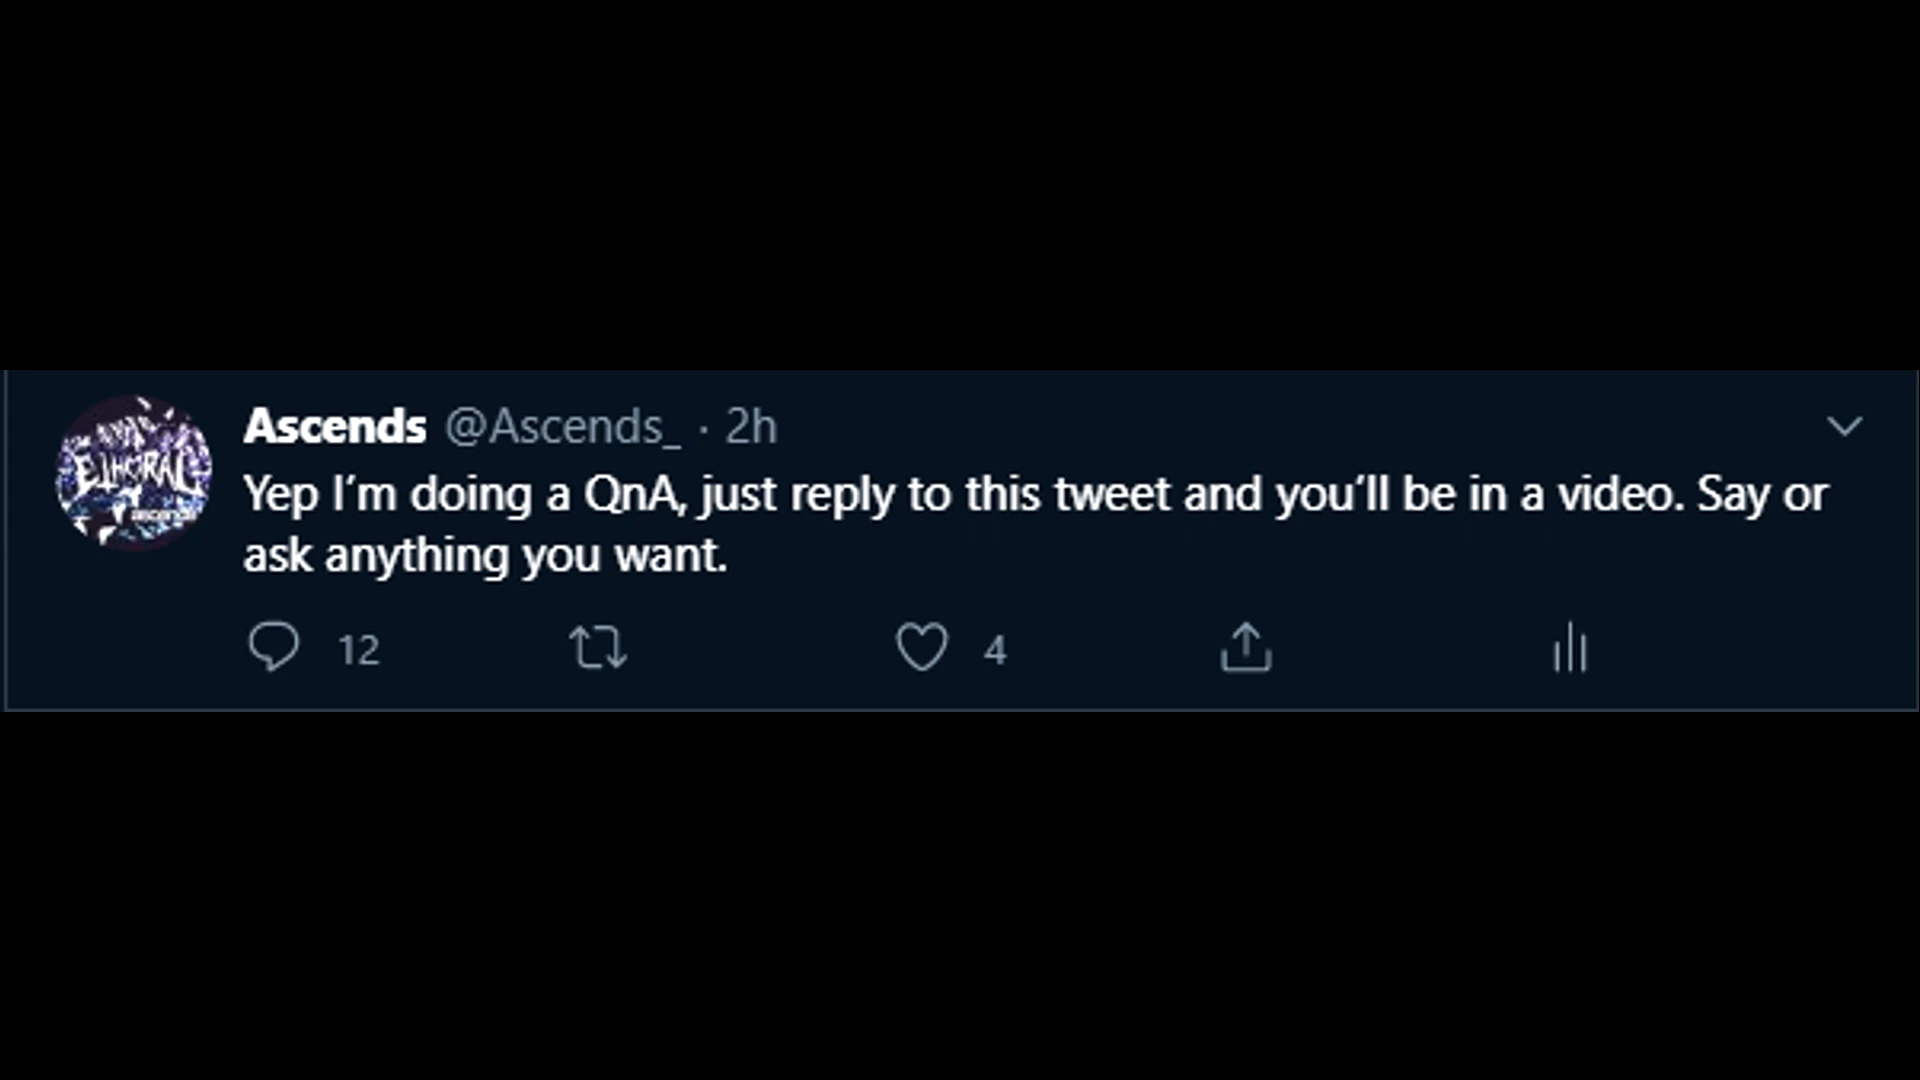 Ascends @Ascends_ · 2h
Yep I’m doing a QnA, just reply to this tweet and you’ll be in a video. Say or
ask anything you want.
12 4